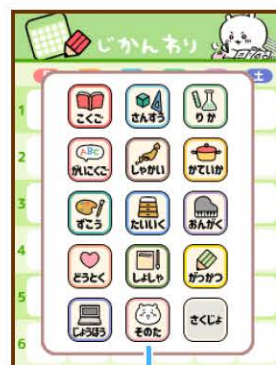 じかんわり
土
1
こくご さんすう りか
2
ABC
がいこくご しゃかい かていか
3
ずこう たいいく おんがく
4
どうとく しょしゃ がっかつ
5
じょうほう そのた さくじょ
6